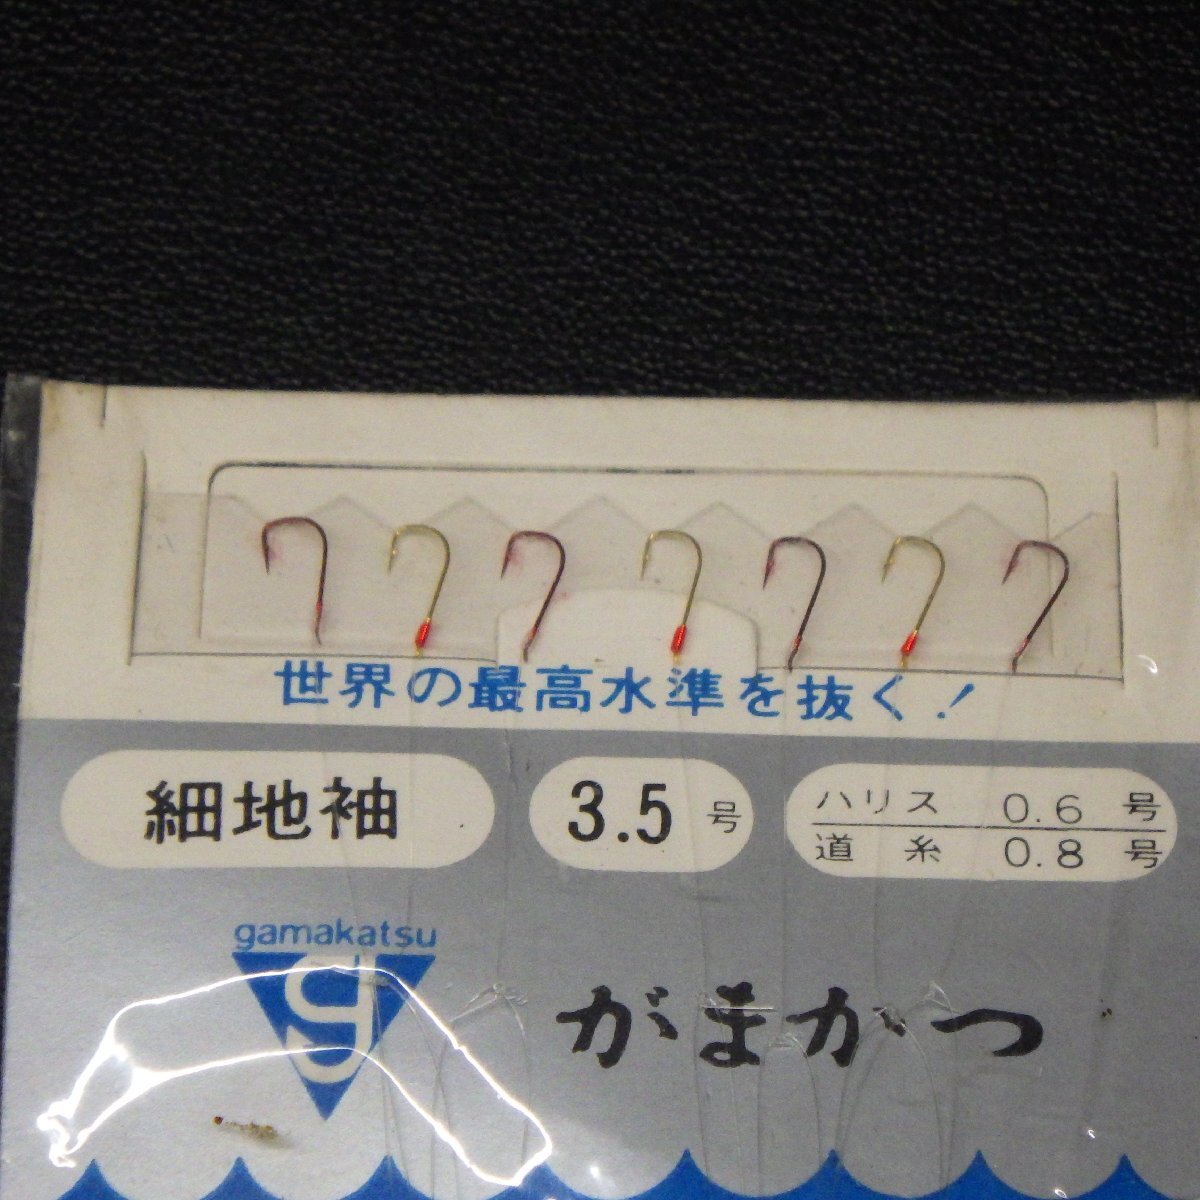 世界の最高水準を抜く!
細地袖
3.5号
ハリス 0.6号
道糸 0.8号
gamakatsu
g
がまかつ